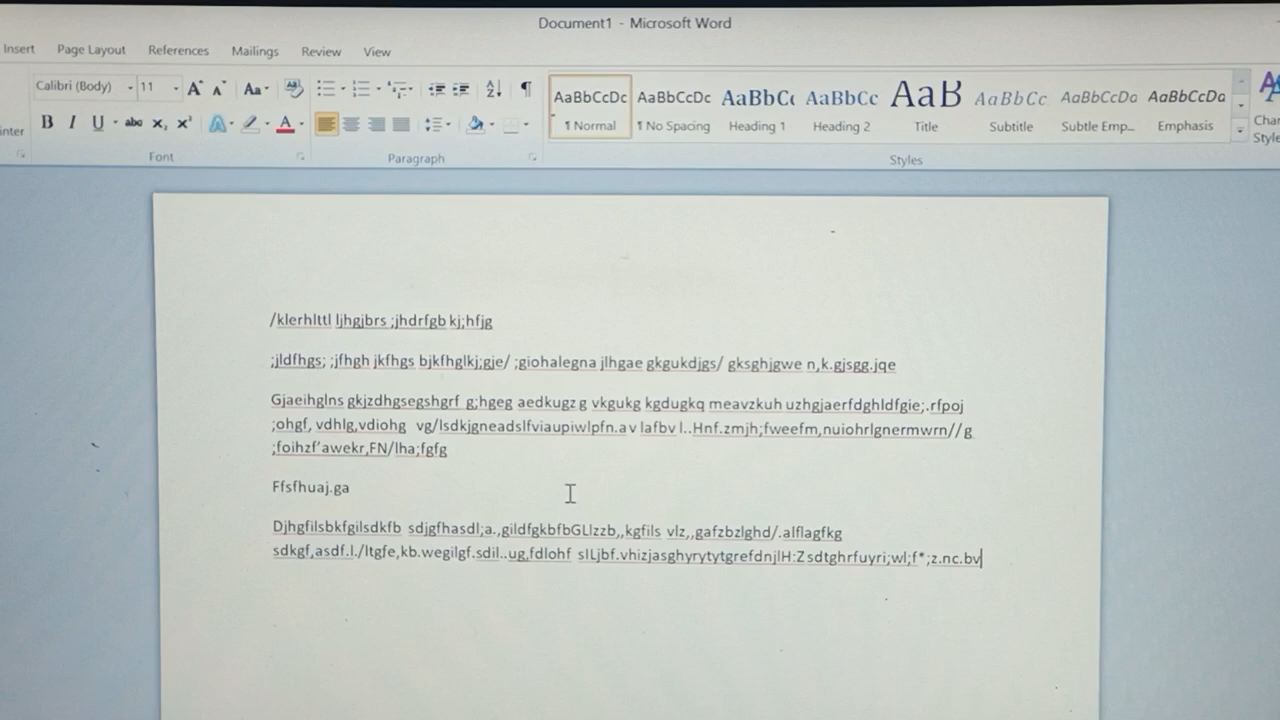 Document1 - Microsoft Word
Insert Page Layout References Mailings Review View
Calibri (Body) 11
AaBbCcDc AaBbCcDc AaBbCc AaBbCc AaB AaBbCc. AaBbCcDa AaBbCcDa
¶ Normal ¶ No Spacing Heading 1 Heading 2 Title Subtitle Subtle Emp... Emphasis
Font Paragraph Styles
/klerhlttl ljhgjbrs ;jhdrfgb kj;hfjg
;jldfhgs; ;jfhgh jkfhgs bjkfhglkj;gje/ ;giohalegna jlhgae gkgukdjgs/ gksghjgwe n,k.gjsgg.jqe
Gjaeihglns gkjzdhgsegshgrf g;hgeg aedkugz g vkgukg kgdugkq meavzkuh uzhgjaerfdghldfgie;.rfpoj
;ohgf, vdhlg,vdiohg vg/lsdkjgneadslfviaupiwlpfn.av lafbv l..Hnf.zmjh;fweefm,nuiohrlgnermwrn//g
;foihzf'awekr,FN/lha;fgfg
Ffsfhuaj.ga
Djhgfilsbkfgilsdkfb sdjgfhasdl;a.,gildfgkbfbGLlzzb,,kgfils vlz,,gafzbzlghd/.alflagfkg
sdkgf,asdf.l./ltgfe,kb.wegilgf.sdil..ug,fdlohf slLjbf.vhizjasghyrytytgrefdnjlH:Zsdtghrfuyri;wl;f*;z.nc.bv